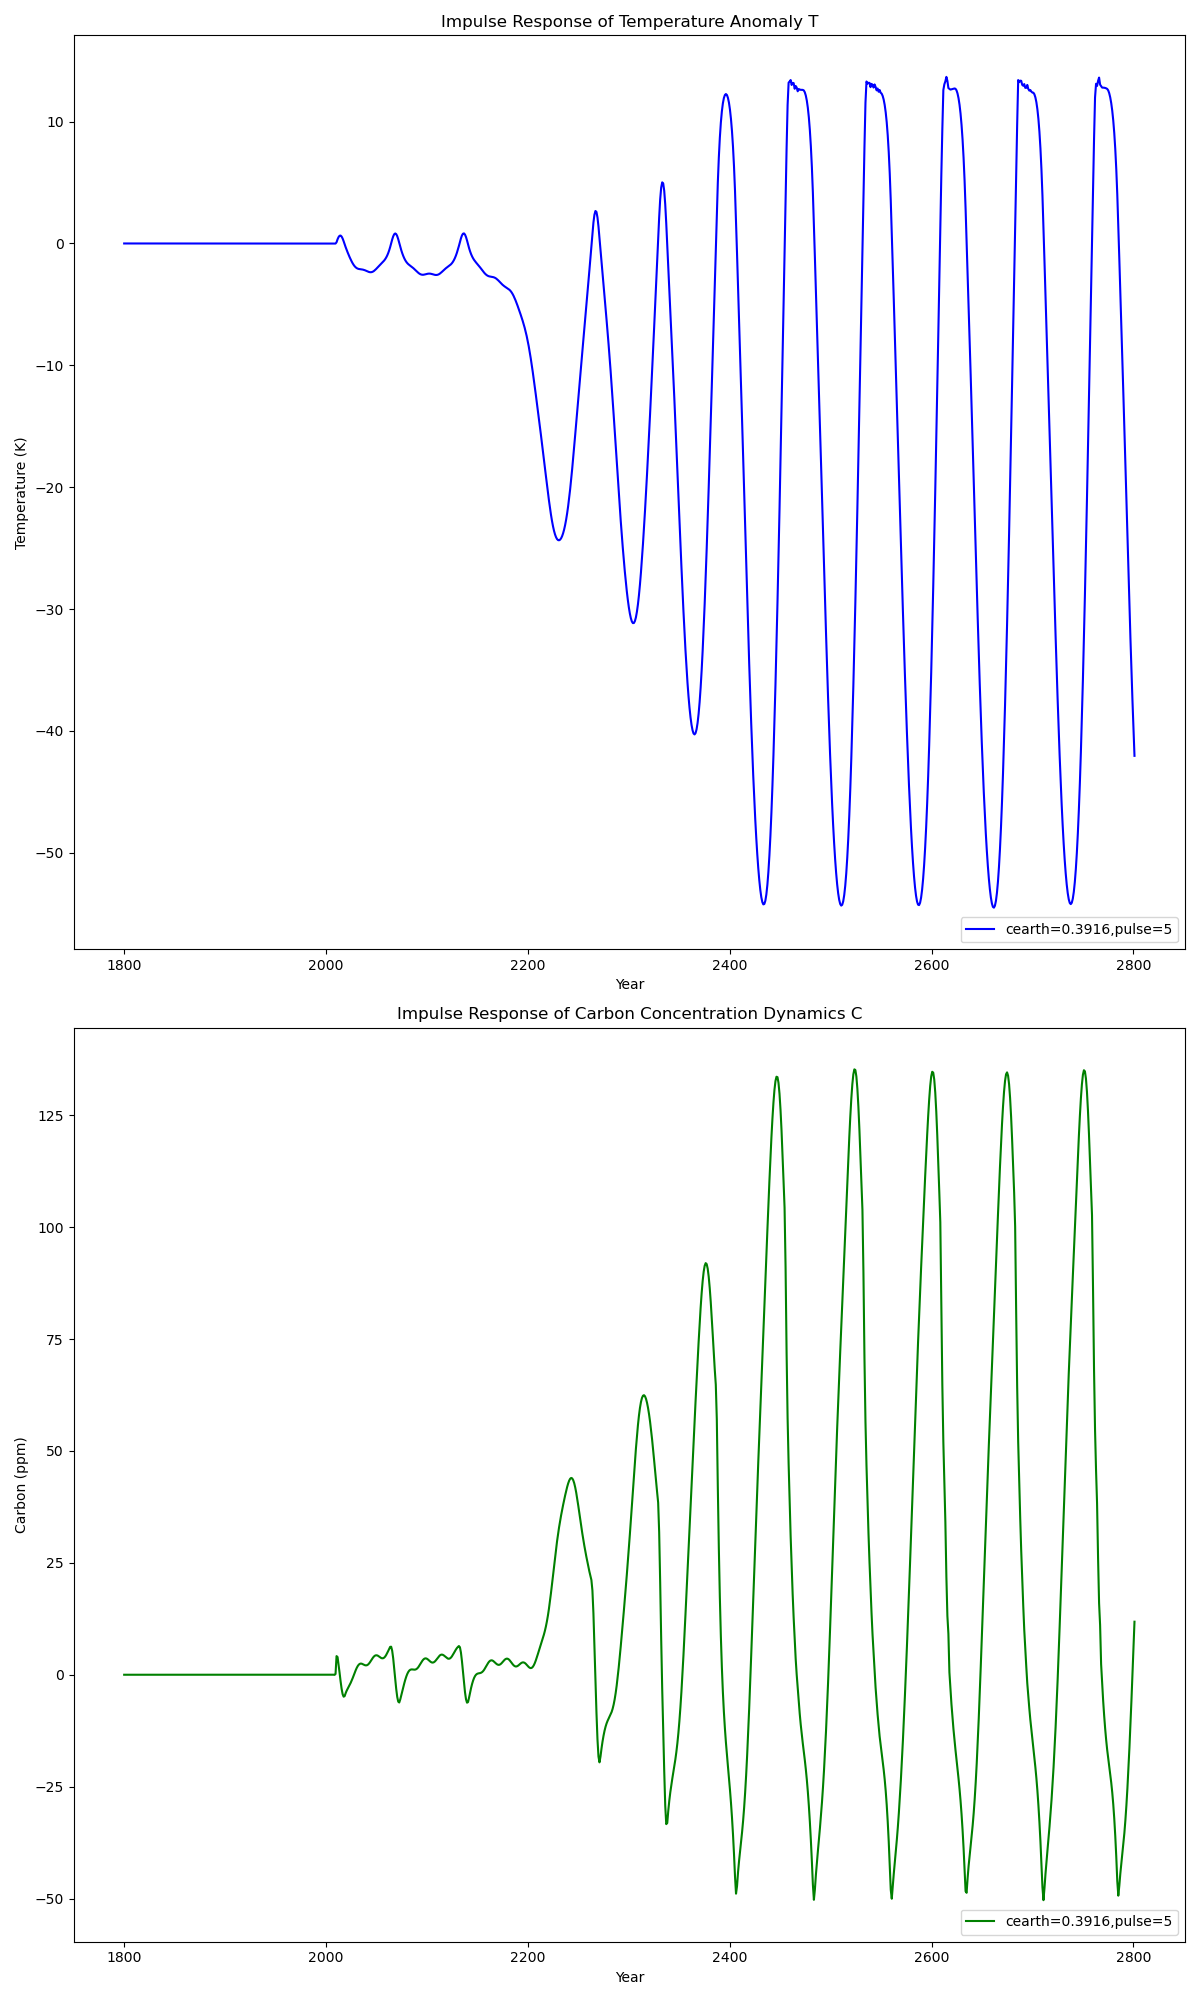 Impulse Response of Temperature Anomaly T
10
0
−10
−20
−30
−40
−50
Temperature (K)
cearth=0.3916,pulse=5
1800 2000 2200 2400 2600 2800
Year
Impulse Response of Carbon Concentration Dynamics C
125
100
75
50
25
0
−25
−50
Carbon (ppm)
cearth=0.3916,pulse=5
1800 2000 2200 2400 2600 2800
Year